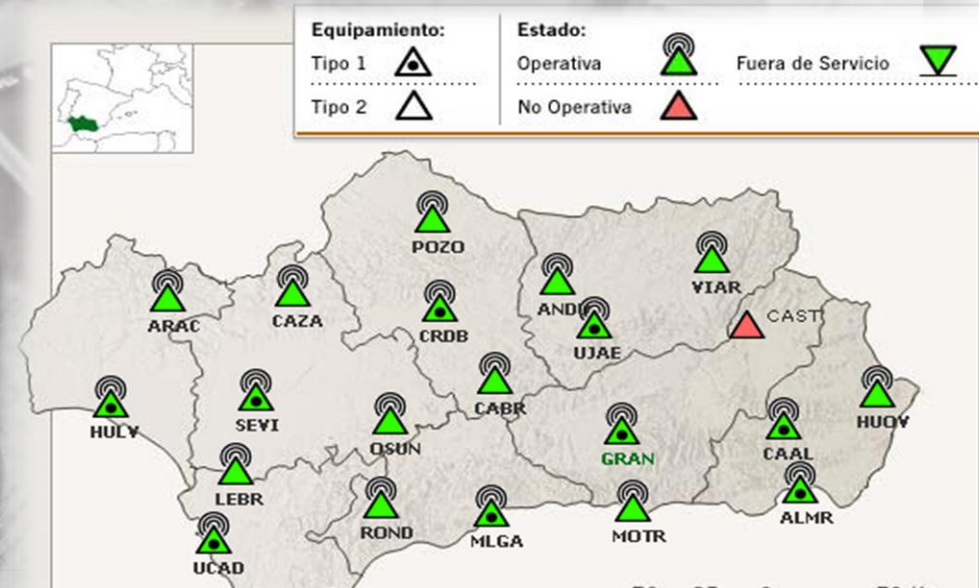 Equipamiento:
Tipo 1
Tipo 2
Estado:
Operativa
Fuera de Servicio
No Operativa
POZO
VIAR
ARAC
CAZA
CRDB
UJAE
CAST
HULV
SEVI
OSUN
CABR
GRAN
CAAL
HUOV
LEBR
ROND
MLGA
MOTR
ALMR
UCAD